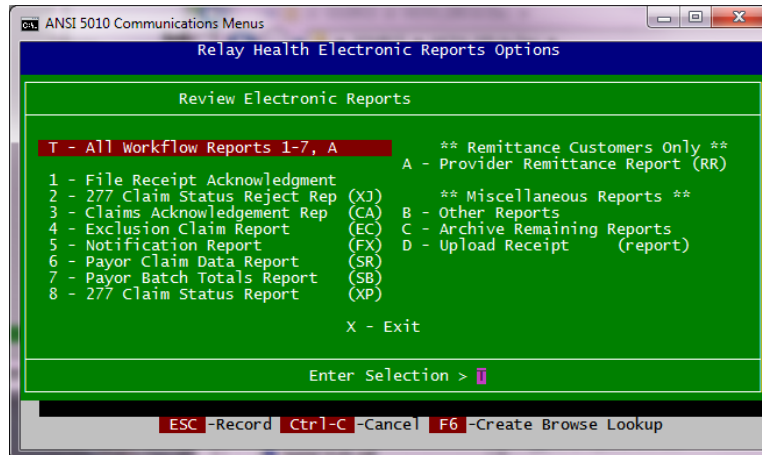 ANSI 5010 Communications Menus
Relay Health Electronic Reports Options
Review Electronic Reports
T - All Workflow Reports 1-7, A
** Remittance Customers Only **
A - Provider Remittance Report (RR)
1 - File Receipt Acknowledgment
2 - 277 Claim Status Reject Rep (XJ)
** Miscellaneous Reports **
3 - Claims Acknowledgement Rep (CA)
B - Other Reports
4 - Exclusion Claim Report (EC)
C - Archive Remaining Reports
5 - Notification Report (FX)
D - Upload Receipt (report)
6 - Payor Claim Data Report (SR)
7 - Payor Batch Totals Report (SB)
8 - 277 Claim Status Report (XP)
X - Exit
Enter Selection > T
ESC -Record Ctrl-C -Cancel F6 -Create Browse Lookup